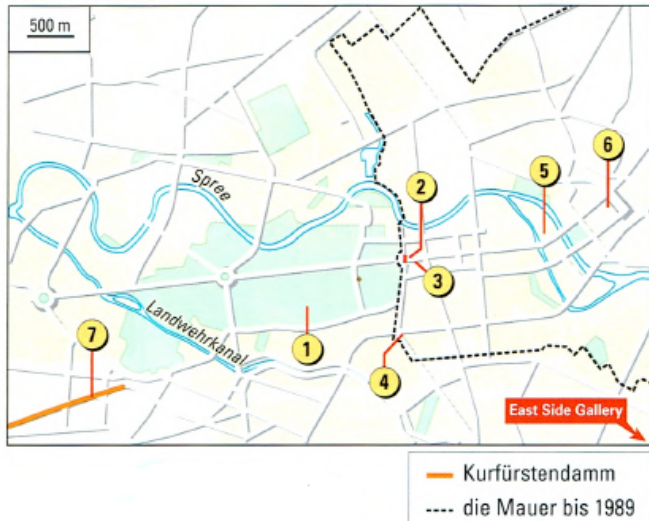 500 m
6
5
2
Spree
3
Landwehrkanal
7
1
4
East Side Gallery
Kurfürstendamm
die Mauer bis 1989